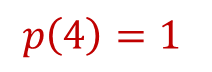 p(4) = 1